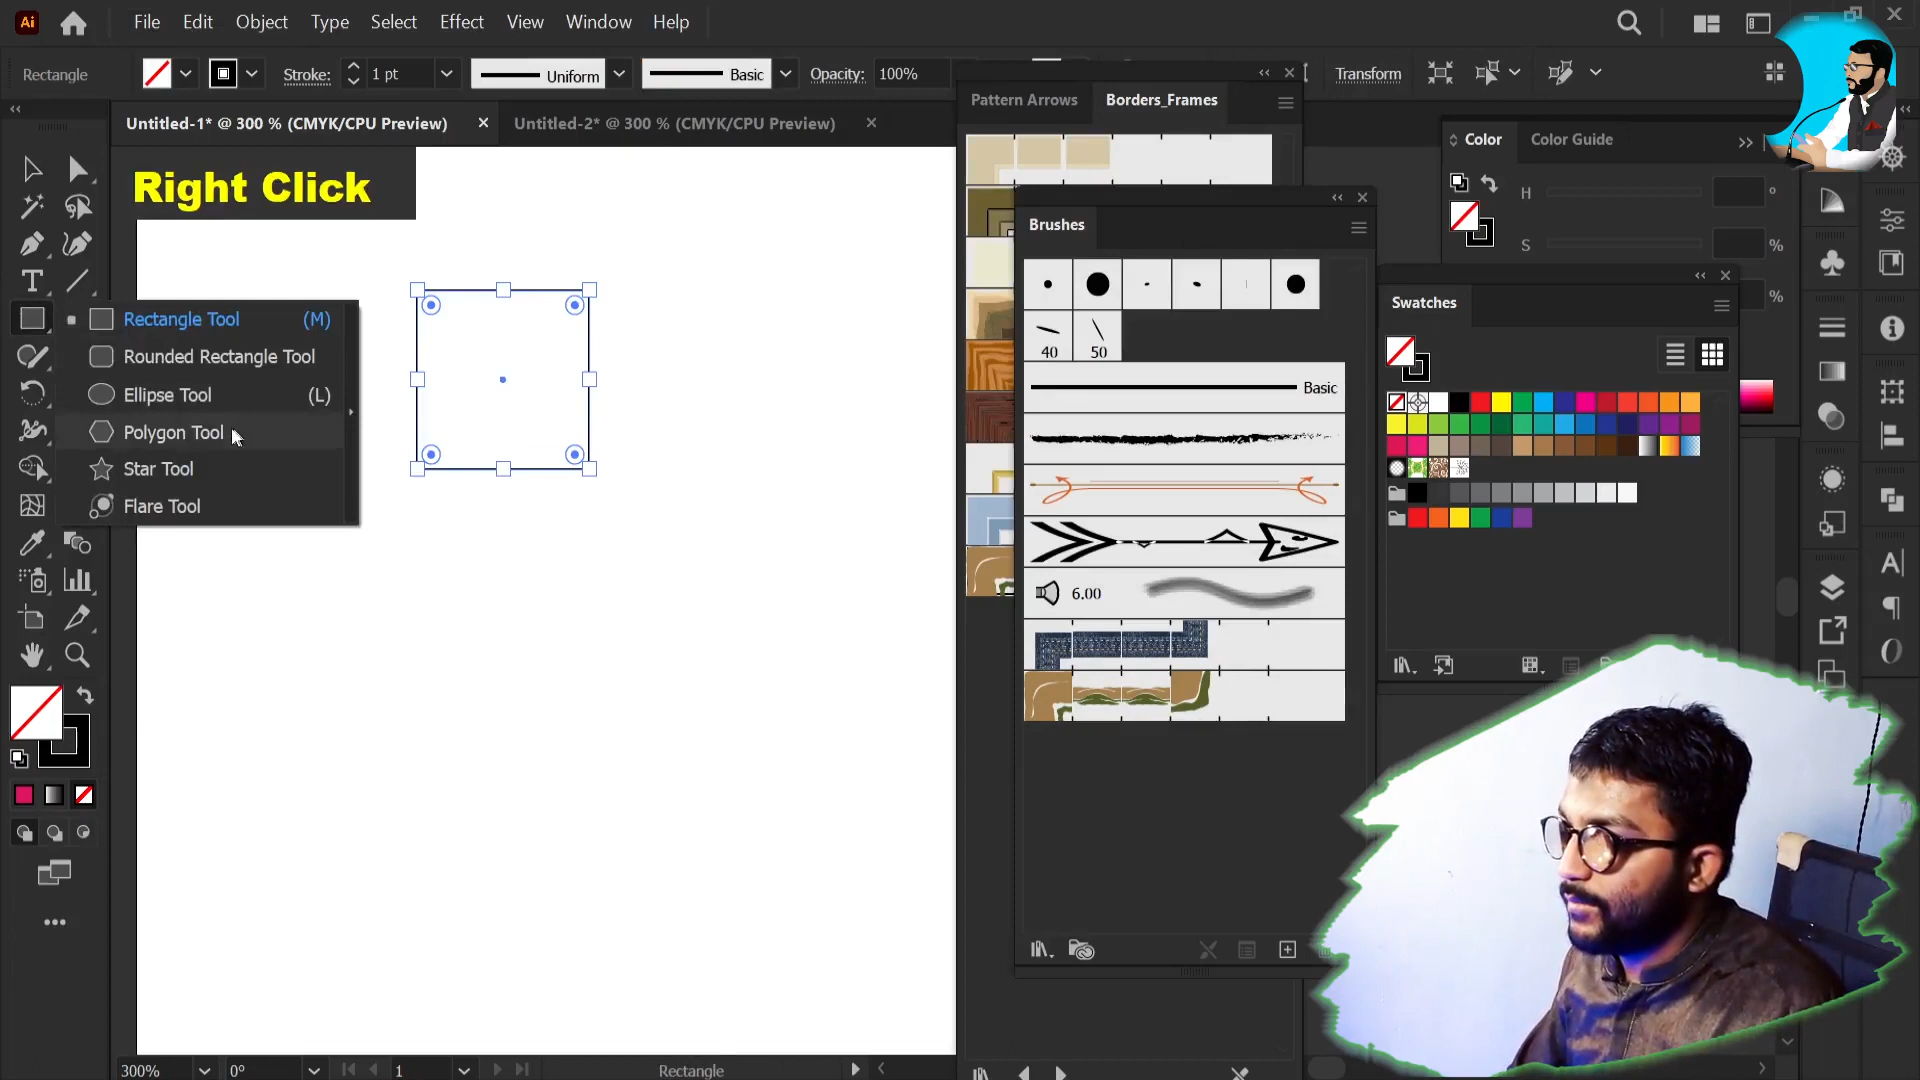 Ai
File Edit Object Type Select Effect View Window Help
Rectangle
Stroke: 1 pt Uniform Basic Opacity: 100% Transform
Untitled-1* @ 300 % (CMYK/CPU Preview)
Untitled-2* @ 300 % (CMYK/CPU Preview)
Right Click
Rectangle Tool (M)
Rounded Rectangle Tool
Ellipse Tool (L)
Polygon Tool
Star Tool
Flare Tool
Pattern Arrows Borders_Frames
Brushes
40 50
Basic
6.00
Color Color Guide
H °
S %
%
Swatches
300% 0° 1 Rectangle